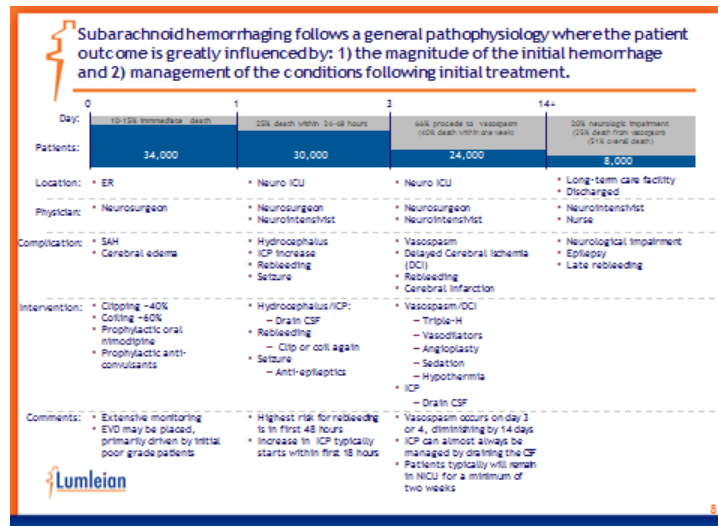 Subarachnoid hemorrhaging follows a general pathophysiology where the patient
outcome is greatly influenced by: 1) the magnitude of the initial hemorrhage
and 2) management of the conditions following initial treatment.
0 1 3 14+
Day: 10-15% immediate death
25% death within 24-48 hours
66% procede to vasospasm
(40% death within one week)
20% neurologic impairment
(25% death from vasospasm)
(51% overall death)
Patients: 34,000 30,000 24,000 8,000
Location:
• ER
• Neuro ICU
• Neuro ICU
• Long-term care facility
• Discharged
Physician:
• Neurosurgeon
• Neurosurgeon
• Neurointensivist
• Neurosurgeon
• Neurointensivist
• Neurointensivist
• Nurse
Complication:
• SAH
• Cerebral edema
• Hydrocephalus
• ICP increase
• Rebleeding
• Seizure
• Vasospasm
• Delayed Cerebral Ischemia
(DCI)
• Rebleeding
• Cerebral infarction
• Neurological impairment
• Epilepsy
• Late rebleeding
Intervention:
• Clipping ~40%
• Coiling ~60%
• Prophylactic oral
nimodipine
• Prophylactic anti-
convulsants
• Hydrocephalus/ICP:
– Drain CSF
• Rebleeding
– Clip or coil again
• Seizure
– Anti-epileptics
• Vasospasm/DCI
– Triple-H
– Vasodilators
– Angioplasty
– Sedation
– Hypothermia
• ICP
– Drain CSF
Comments:
• Extensive monitoring
• EVD may be placed,
primarily driven by initial
poor grade patients
• Highest risk for rebleeding
is in first 48 hours
• Increase in ICP typically
starts within first 18 hours
• Vasospasm occurs on day 3
or 4, diminishing by 14 days
• ICP can almost always be
managed by draining the CSF
• Patients typically will remain
in NICU for a minimum of
two weeks
Lumleian
8